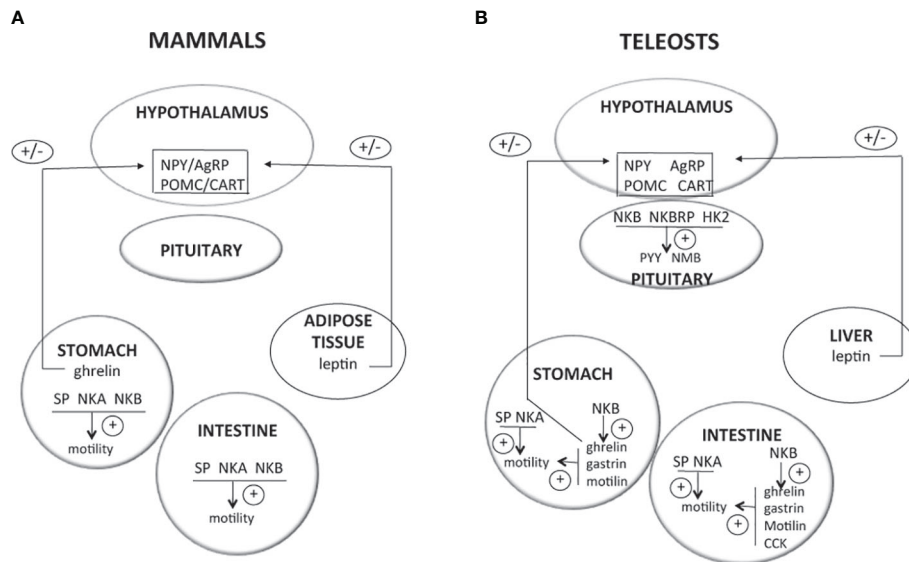 A
MAMMALS
HYPOTHALAMUS
+/-
+/-
NPY/AgRP
POMC/CART
PITUITARY
ADIPOSE
TISSUE
leptin
STOMACH
ghrelin
SP NKA NKB
+
motility
INTESTINE
SP NKA NKB
+
motility
B
TELEOSTS
HYPOTHALAMUS
+/-
+/-
NPY AgRP
POMC CART
NKB NKBRP HK2
+
PYY NMB
PITUITARY
LIVER
leptin
STOMACH
NKB
SP NKA
+
+
ghrelin
motility
gastrin
+
motilin
INTESTINE
NKB
SP NKA
+
+
ghrelin
motility
gastrin
+
Motilin
CCK